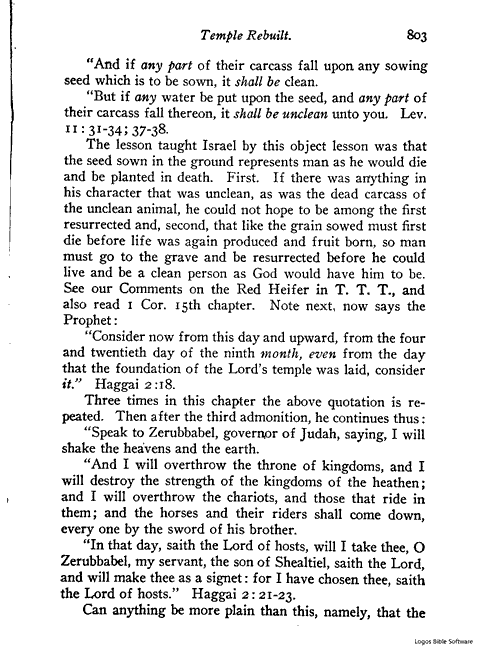 Temple Rebuilt. 803
"And if any part of their carcass fall upon any sowing
seed which is to be sown, it shall be clean.
"But if any water be put upon the seed, and any part of
their carcass fall thereon, it shall be unclean unto you. Lev.
11:31-34; 37-38.
The lesson taught Israel by this object lesson was that
the seed sown in the ground represents man as he would die
and be planted in death. First. If there was anything in
his character that was unclean, as was the dead carcass of
the unclean animal, he could not hope to be among the first
resurrected and, second, that like the grain sowed must first
die before life was again produced and fruit born, so man
must go to the grave and be resurrected before he could
live and be a clean person as God would have him to be.
See our Comments on the Red Heifer in T. T. T., and
also read 1 Cor. 15th chapter. Note next, now says the
Prophet:
"Consider now from this day and upward, from the four
and twentieth day of the ninth month, even from the day
that the foundation of the Lord's temple was laid, consider
it." Haggai 2:18.
Three times in this chapter the above quotation is re-
peated. Then after the third admonition, he continues thus:
"Speak to Zerubbabel, governor of Judah, saying, I will
shake the heavens and the earth.
"And I will overthrow the throne of kingdoms, and I
will destroy the strength of the kingdoms of the heathen;
and I will overthrow the chariots, and those that ride in
them; and the horses and their riders shall come down,
every one by the sword of his brother.
"In that day, saith the Lord of hosts, will I take thee, O
Zerubbabel, my servant, the son of Shealtiel, saith the Lord,
and will make thee as a signet: for I have chosen thee, saith
the Lord of hosts." Haggai 2:21-23.
Can anything be more plain than this, namely, that the
Logos Bible Software